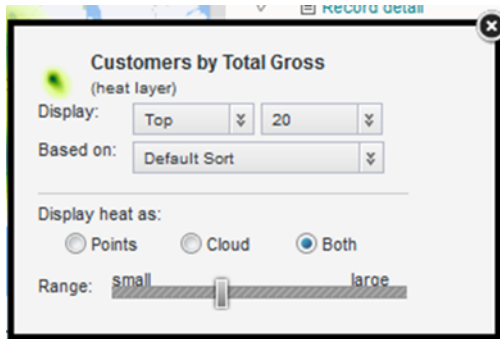 Record detail
Customers by Total Gross
(heat layer)
Display: Top 20
Based on: Default Sort
Display heat as:
Points Cloud Both
small large
Range: